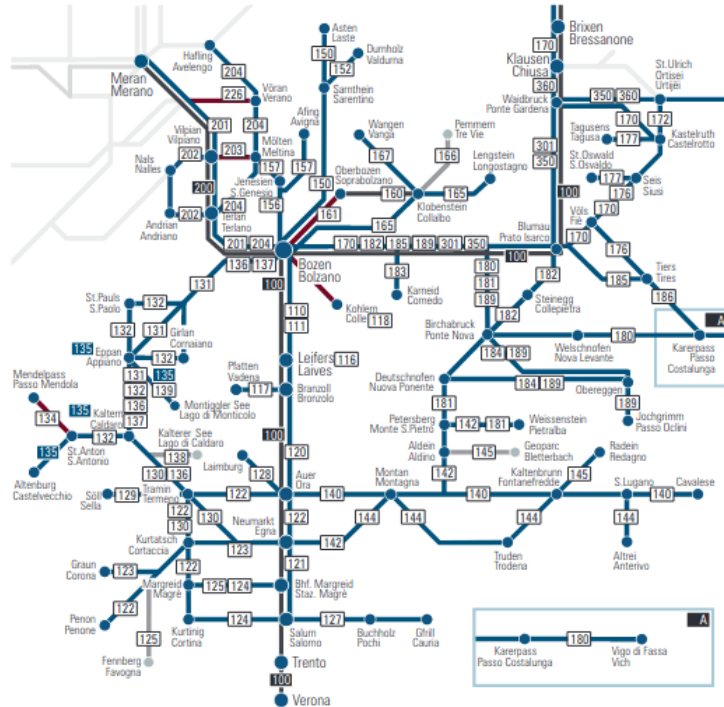 Asten
Laste
Brixen
Bressanone
Hafling
Avelengo
150
Durnholz
Valdurna
204
152
170
Meran
Merano
Klausen
Chiusa
Sarnthein
Sarentino
360
St.Ulrich
Ortisei
Urtijëi
226
Vöran
Verano
Afing
Avigna
Waidbruck
Ponte Gardena
350
360
201
204
Wangen
Vanga
Pemmern
Tre Vie
170
172
Vilpian
Vilpiano
Mölten
Meltina
167
166
Lengstein
Longostagno
301
350
Tagusens
Tagusa
177
Kastelruth
Castelrotto
202
203
157
157
Nals
Nalles
Jenesien
S.Genesio
150
Oberbozen
Soprabolzano
St.Oswald
S.Osvaldo
177
Seis
Siusi
176
200
160
165
Klobenstein
Collalbo
100
170
204
156
161
Andrian
Andriano
202
Terlan
Terlano
165
Völs
Fiè
Blumau
Prato Isarco
170
176
201
204
170
182
185
189
301
350
136
137
100
Bozen
Bolzano
180
182
185
Tiers
Tires
131
183
181
Steinegg
Collepietra
186
St.Pauls
S.Paolo
132
100
Karneid
Cornedo
189
Kohlern
Colle
118
110
182
A
132
131
Girlan
Cornaiano
111
Birchabruck
Ponte Nova
180
135
Welschnofen
Nova Levante
Karerpass
Passo
Costalunga
Eppan
Appiano
132
Leifers
Laives
116
184
189
131
135
Pfatten
Vadena
Deutschnofen
Nuova Ponente
184
189
Mendelpass
Passo Mendola
132
139
117
Branzoll
Bronzolo
Obereggen
135
136
Montiggler See
Lago di Monticolo
181
189
134
Kaltern
Caldaro
137
Petersberg
Monte S.Pietro
142
181
Weissenstein
Pietralba
Jochgrimm
Passo Oclini
135
132
Kalterer See
Lago di Caldaro
100
St.Anton
S.Antonio
138
Aldein
Aldino
145
Geoparc
Bletterbach
Radein
Redagno
Altenburg
Castelvecchio
Laimburg
120
130
136
128
Auer
Ora
Montan
Montagna
142
Kaltenbrunn
Fontanefredde
145
Söll
Sella
129
Tramin
Termeno
122
140
140
S.Lugano
140
Cavalese
122
130
130
Neumarkt
Egna
122
144
144
144
144
Kurtatsch
Cortaccia
123
142
Truden
Trodena
Altrei
Anterivo
Graun
Corona
123
122
121
122
Margreid
Magrè
125
124
Bhf. Margreid
Staz. Magrè
Penon
Penone
125
Kurtinig
Cortina
124
Salurn
Salorno
127
Buchholz
Pochi
Gfrill
Cauria
A
Fennberg
Favogna
180
Trento
Karerpass
Passo Costalunga
Vigo di Fassa
Vich
100
Verona